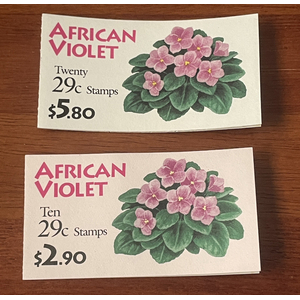 AFRICAN
VIOLET
Twenty
29c Stamps
$5.80
AFRICAN
VIOLET
Ten
29c Stamps
$2.90